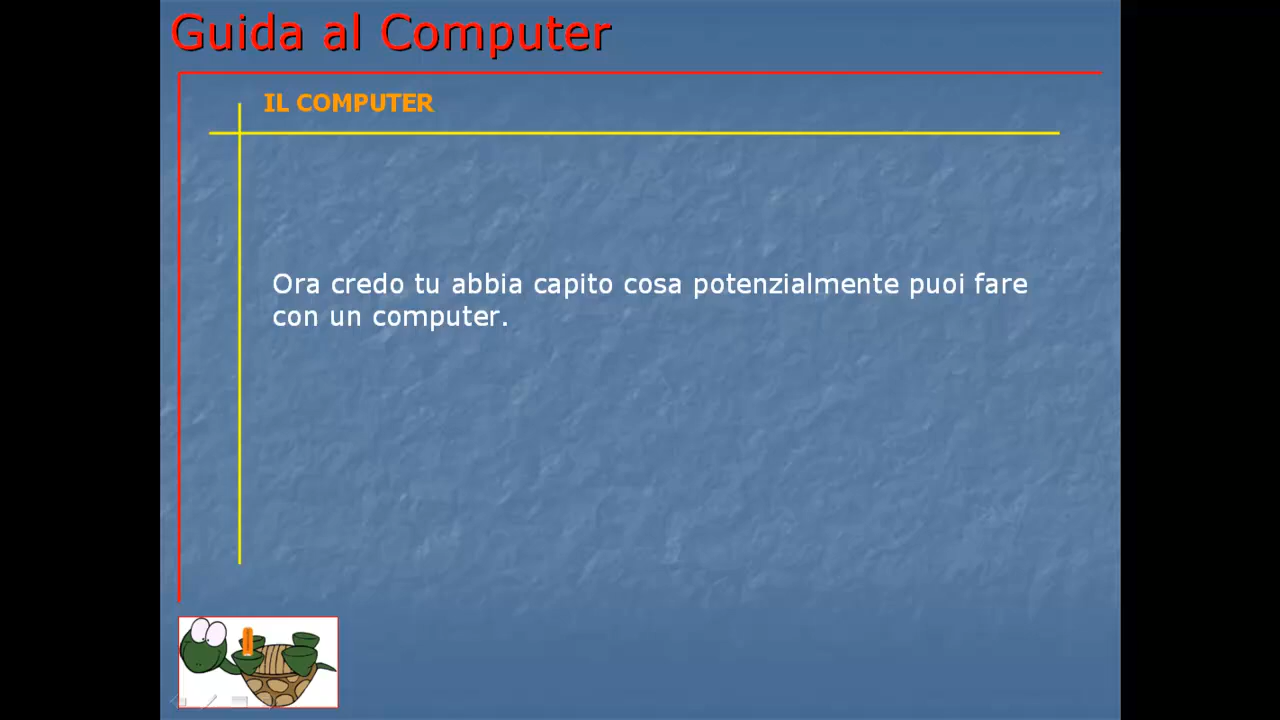 Guida al Computer
IL COMPUTER
Ora credo tu abbia capito cosa potenzialmente puoi fare
con un computer.